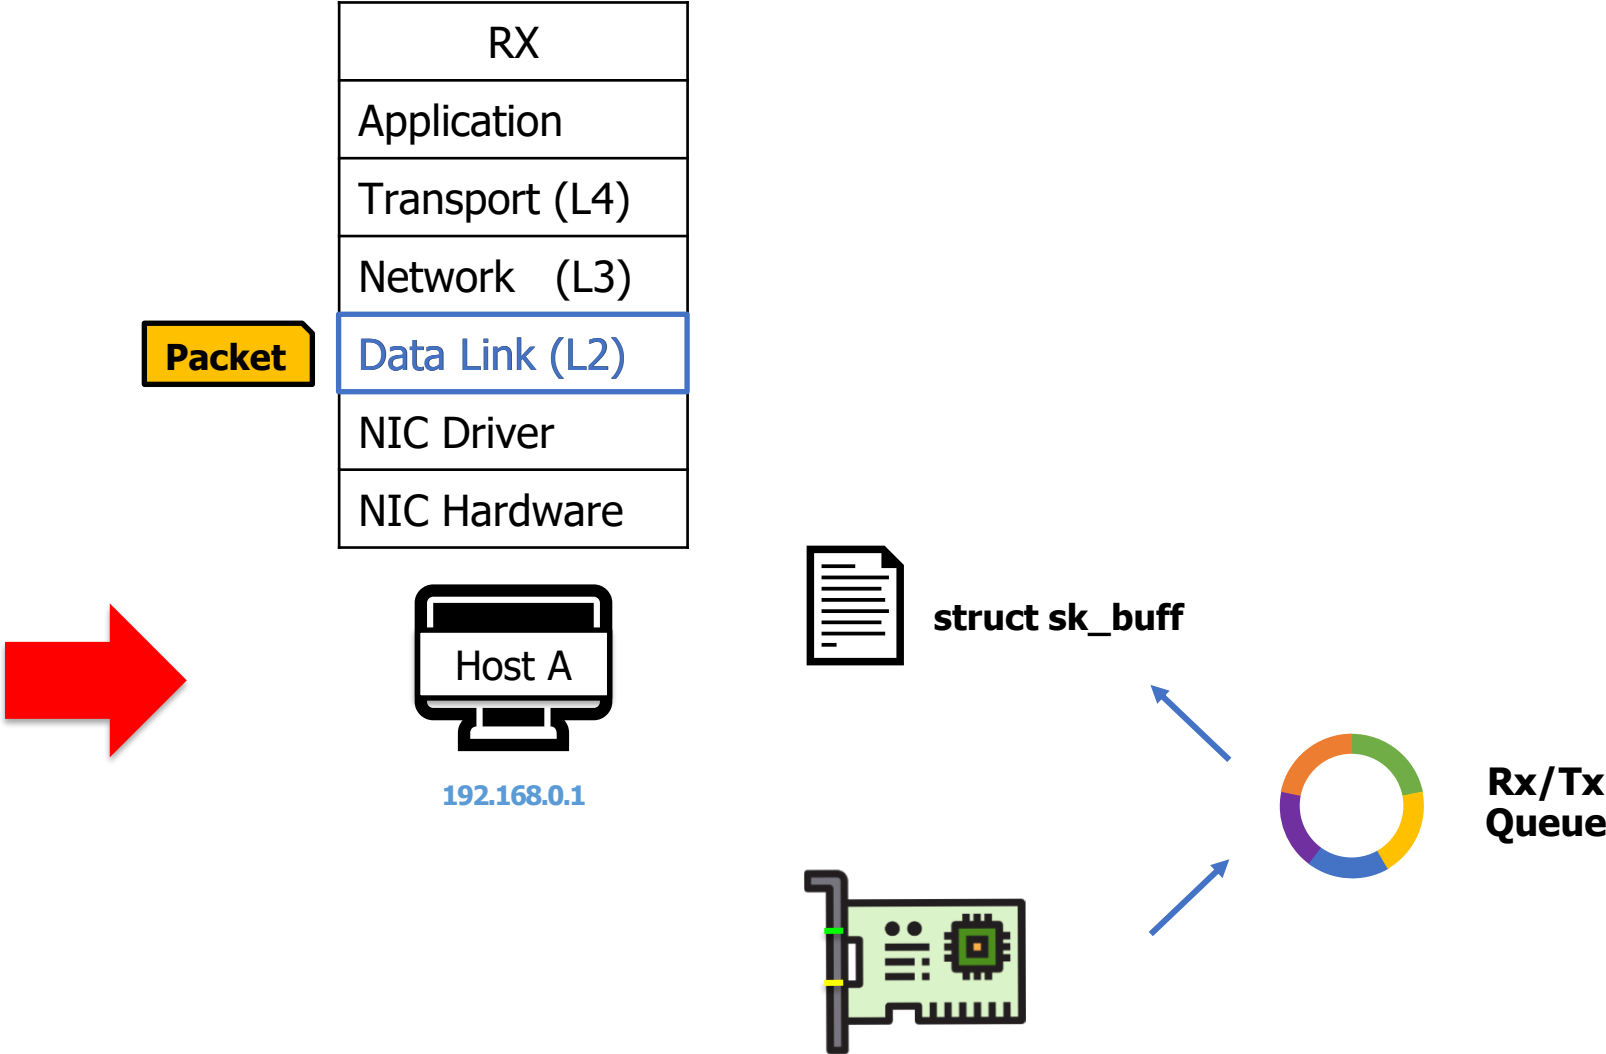 RX
Application
Transport (L4)
Network (L3)
Packet
Data Link (L2)
NIC Driver
NIC Hardware
Host A
192.168.0.1
struct sk_buff
Rx/Tx
Queue